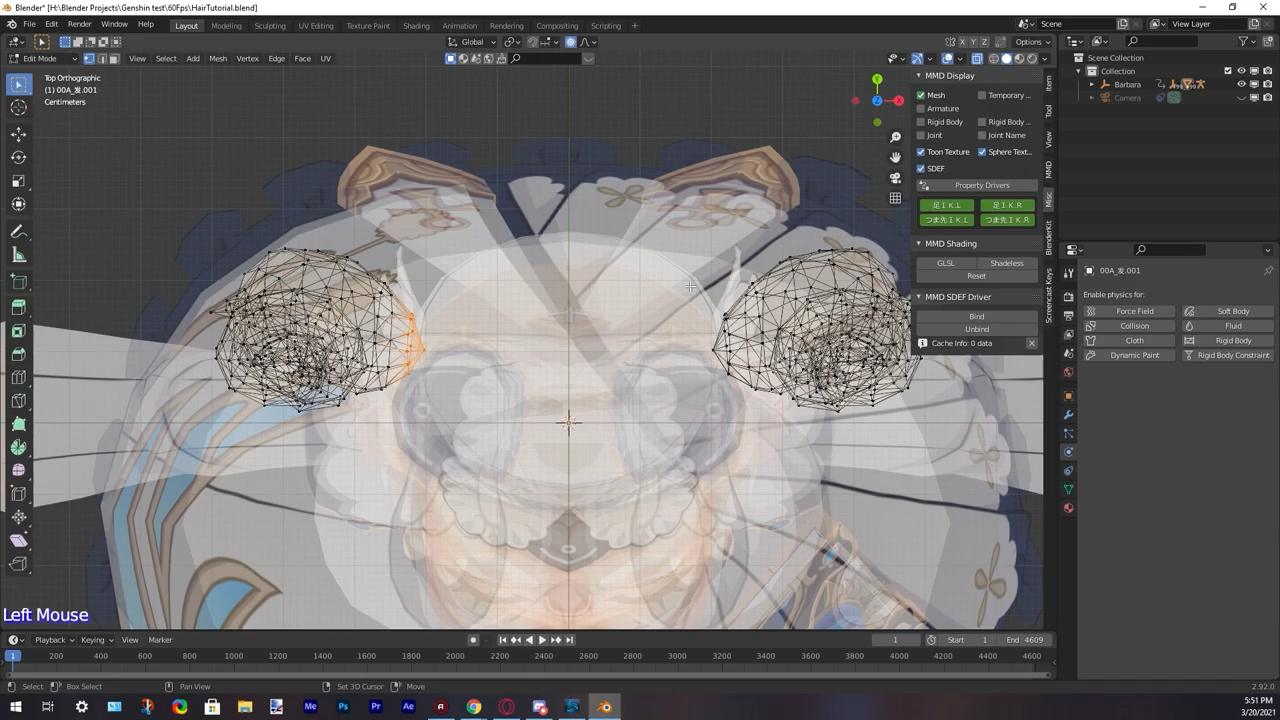 Blender* [H:\Blender Projects\Genshin test\60Fps\HairTutorial.blend]
File Edit Render Window Help Layout Modeling Sculpting UV Editing Texture Paint Shading Animation Rendering Compositing Scripting + Scene View Layer
Global X Y Z Options
Edit Mode View Select Add Mesh Vertex Edge Face UV
Top Orthographic
(1) 00A_发.001
Centimeters
Y
Z X
MMD Display
Mesh Temporary ...
Armature
Rigid Body Rigid Body ...
Joint Joint Name
Toon Texture Sphere Text...
SDEF
Property Drivers
足ＩＫ.L 足ＩＫ.R
つま先ＩＫ.L つま先ＩＫ.R
MMD Shading
GLSL Shadeless
Reset
MMD SDEF Driver
Bind
Unbind
Cache Info: 0 data
Item
Tool
View
MMD
Misc
BlenderKit
Screencast Keys
Scene Collection
Collection
Barbara
Camera
00A_发.001
Enable physics for:
Force Field Soft Body
Collision Fluid
Cloth Rigid Body
Dynamic Paint Rigid Body Constraint
Left Mouse
Playback Keying View Marker 1 Start 1 End 4609
1 200 400 600 800 1000 1200 1400 1600 1800 2000 2200 2400 2600 2800 3000 3200 3400 3600 3800 4000 4200 4400 4600
Select Box Select Pan View Set 3D Cursor Move 2.92.0
Me Ps Pr Ae
5:51 PM
3/20/2021